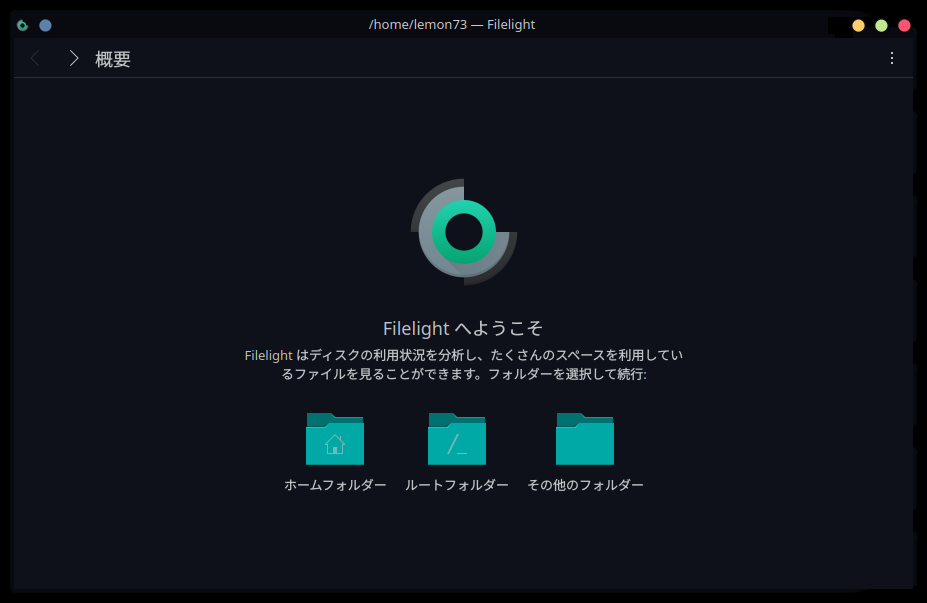 /home/lemon73 — Filelight
概要
Filelight へようこそ
Filelight はディスクの利用状況を分析し、たくさんのスペースを利用してい
るファイルを見ることができます。フォルダーを選択して続行:
/_
ホームフォルダー ルートフォルダー その他のフォルダー